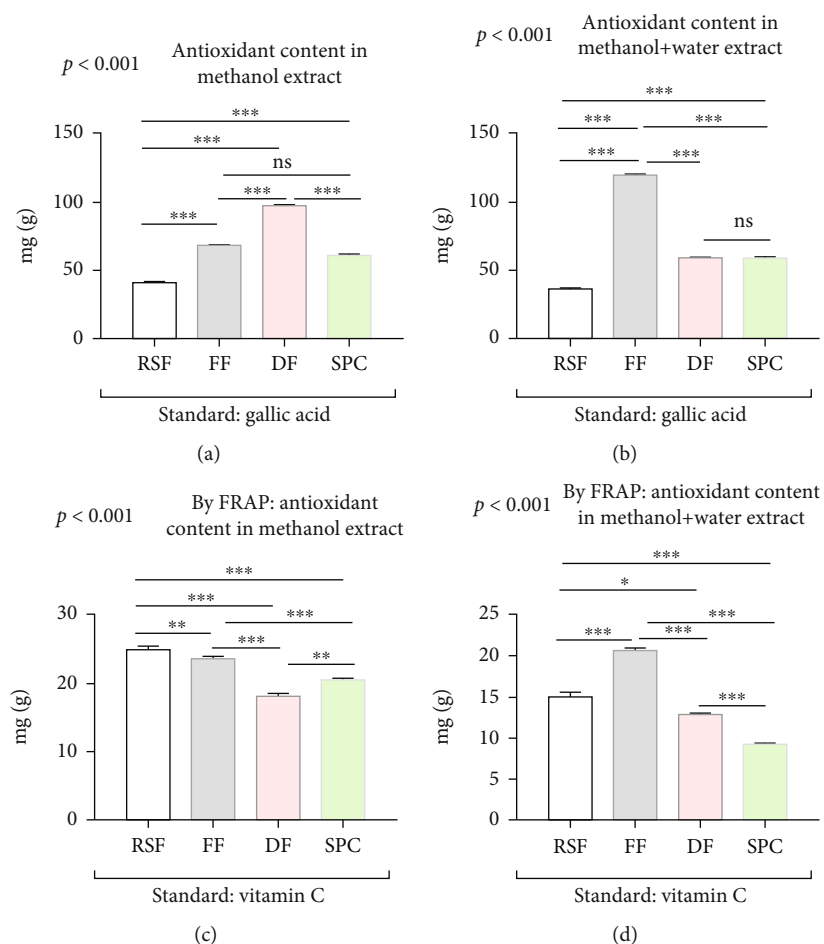 p < 0.001
Antioxidant content in
methanol extract
***
***
ns
***
***
***
150
100
50
0
mg (g)
RSF FF DF SPC
Standard: gallic acid
(a)
p < 0.001
Antioxidant content in
methanol+water extract
***
***
***
***
***
ns
150
100
50
0
mg (g)
RSF FF DF SPC
Standard: gallic acid
(b)
p < 0.001
By FRAP: antioxidant
content in methanol extract
***
***
***
**
***
**
30
20
10
0
mg (g)
RSF FF DF SPC
Standard: vitamin C
(c)
p < 0.001
By FRAP: antioxidant content
in methanol+water extract
***
*
***
***
***
***
25
20
15
10
5
0
mg (g)
RSF FF DF SPC
Standard: vitamin C
(d)